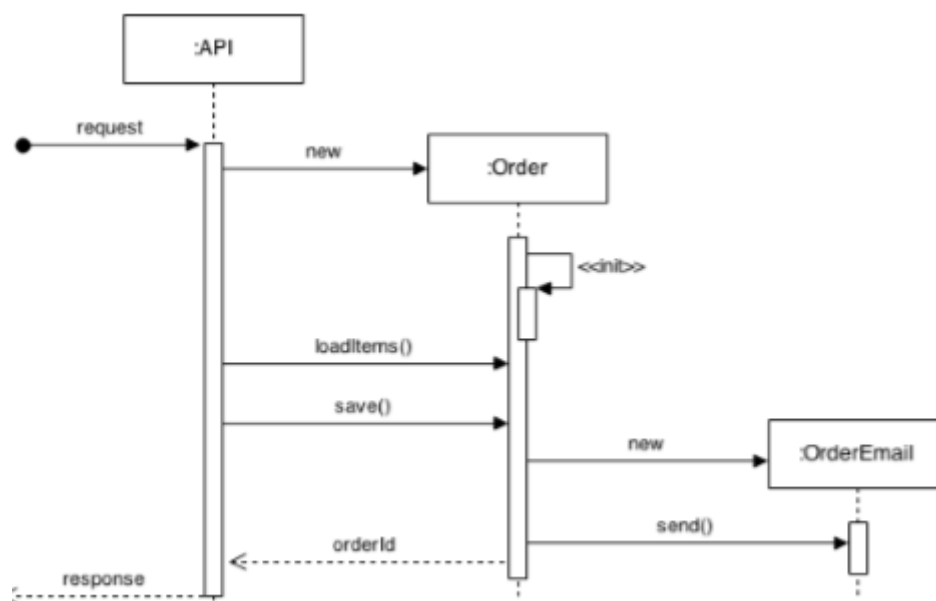 :API
request
new
:Order
<<init>>
loadItems()
save()
new
:OrderEmail
send()
orderId
response